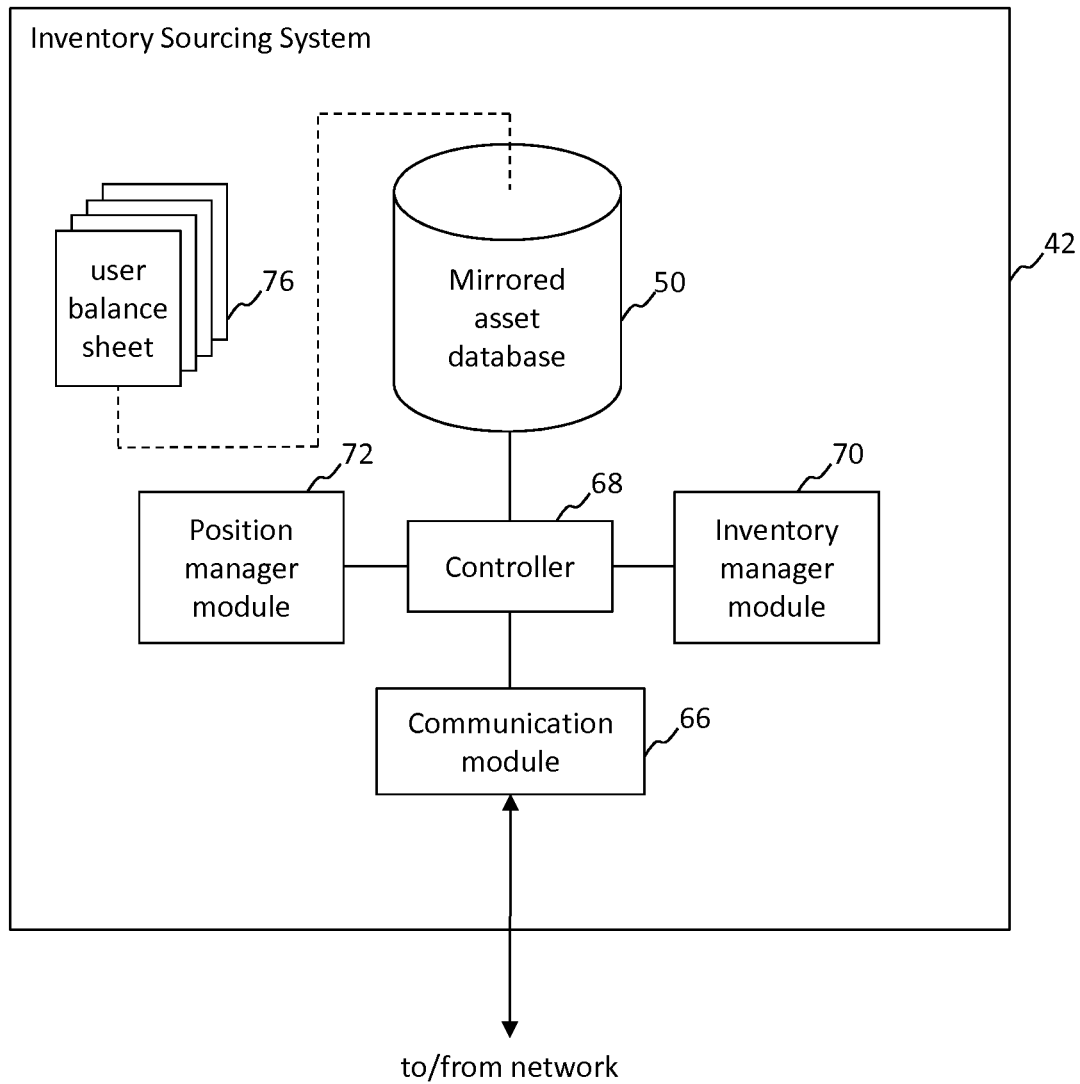 Inventory Sourcing System
42
user
balance
sheet
76
Mirrored
asset
database
50
72
Position
manager
module
68
Controller
70
Inventory
manager
module
Communication
module
66
to/from network